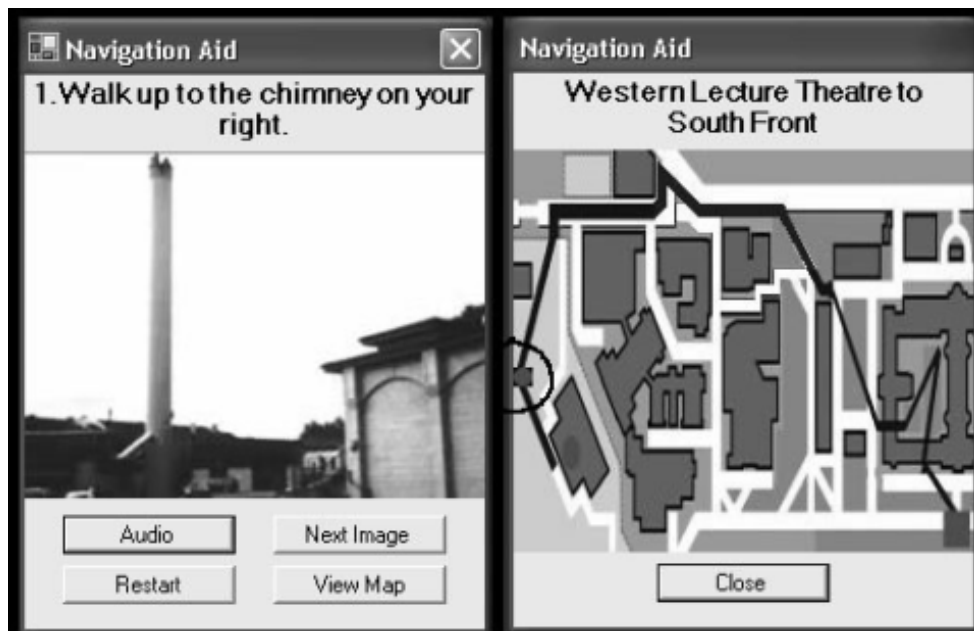 Navigation Aid
1.Walk up to the chimney on your
right.
Audio
Next Image
Restart
View Map
Navigation Aid
Western Lecture Theatre to
South Front
Close